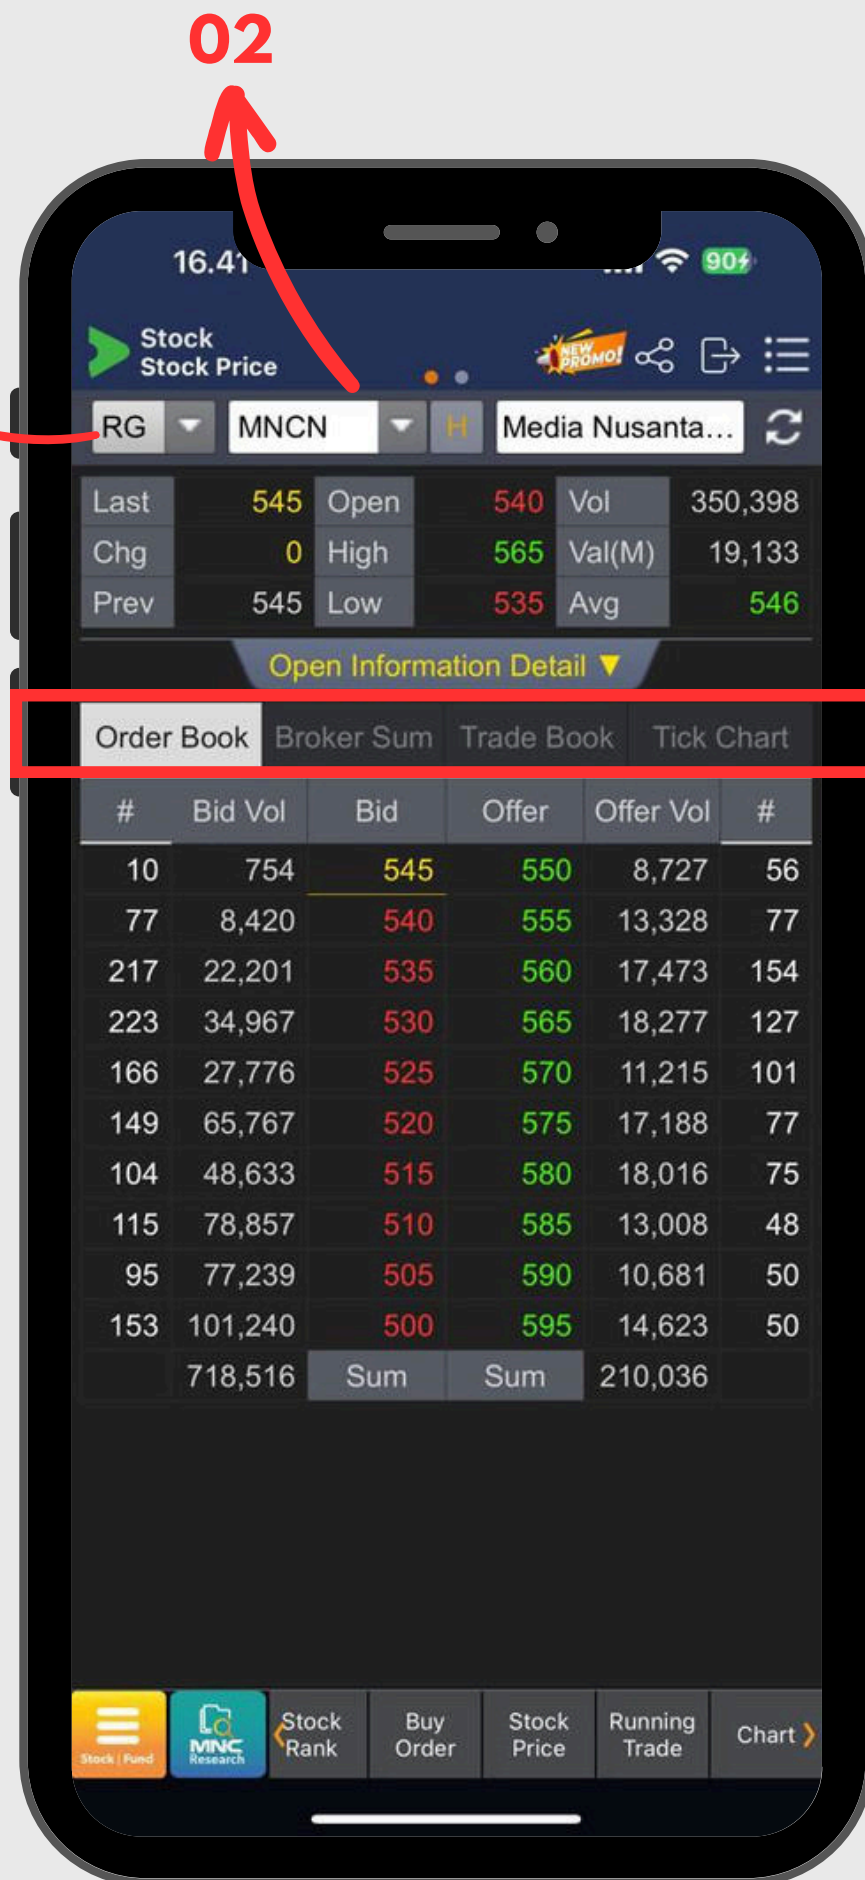 02
16.41
90
Stock
Stock Price
NEW
PROMO!
RG MNCN H Media Nusanta...
Last 545 Open 540 Vol 350,398
Chg 0 High 565 Val(M) 19,133
Prev 545 Low 535 Avg 546
Open Information Detail ▼
Order Book Broker Sum Trade Book Tick Chart
# Bid Vol Bid Offer Offer Vol #
10 754 545 550 8,727 56
77 8,420 540 555 13,328 77
217 22,201 535 560 17,473 154
223 34,967 530 565 18,277 127
166 27,776 525 570 11,215 101
149 65,767 520 575 17,188 77
104 48,633 515 580 18,016 75
115 78,857 510 585 13,008 48
95 77,239 505 590 10,681 50
153 101,240 500 595 14,623 50
718,516 Sum Sum 210,036
Stock | Fund
MNC
Research
Stock
Rank
Buy
Order
Stock
Price
Running
Trade
Chart